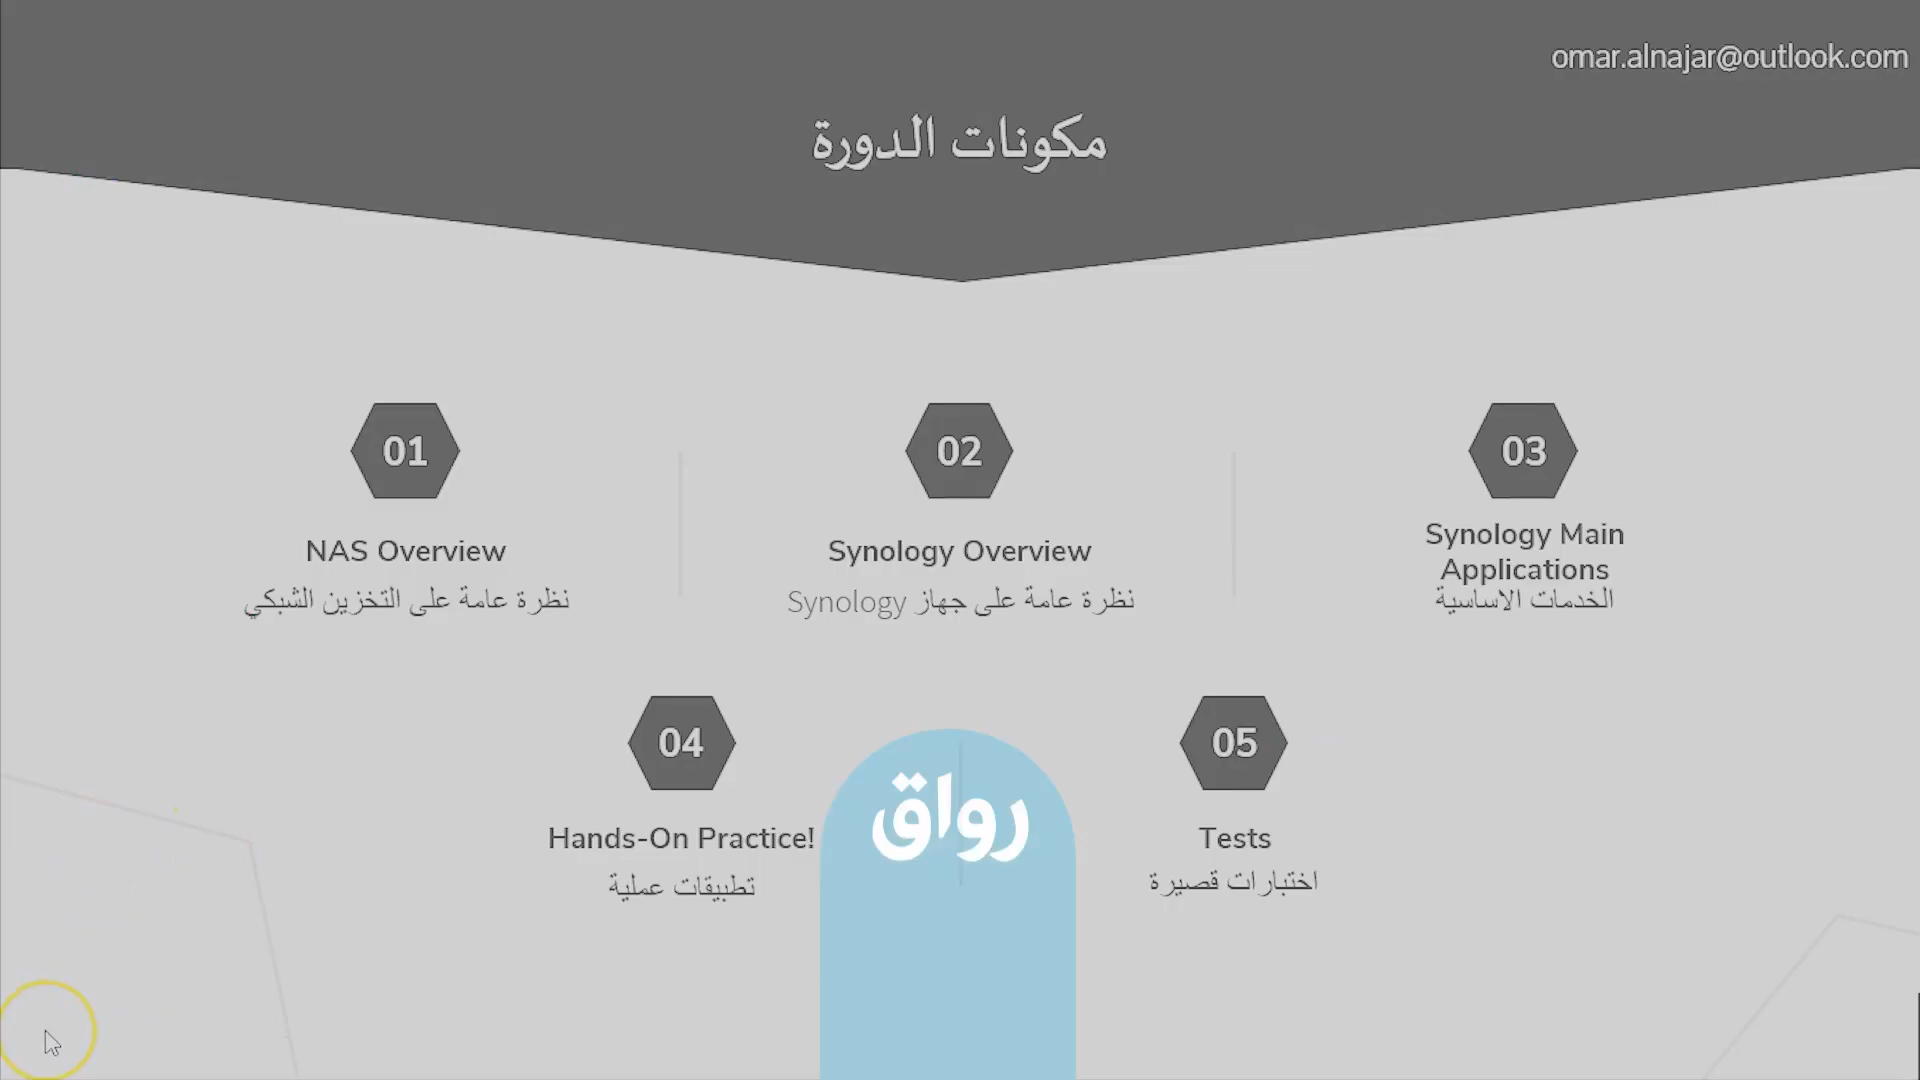 omar.alnajar@outlook.com
مكونات الدورة
01
NAS Overview
نظرة عامة على التخزين الشبكي
02
Synology Overview
نظرة عامة على جهاز Synology
03
Synology Main
Applications
الخدمات الاساسية
04
Hands-On Practice!
تطبيقات عملية
رواق
05
Tests
اختبارات قصيرة